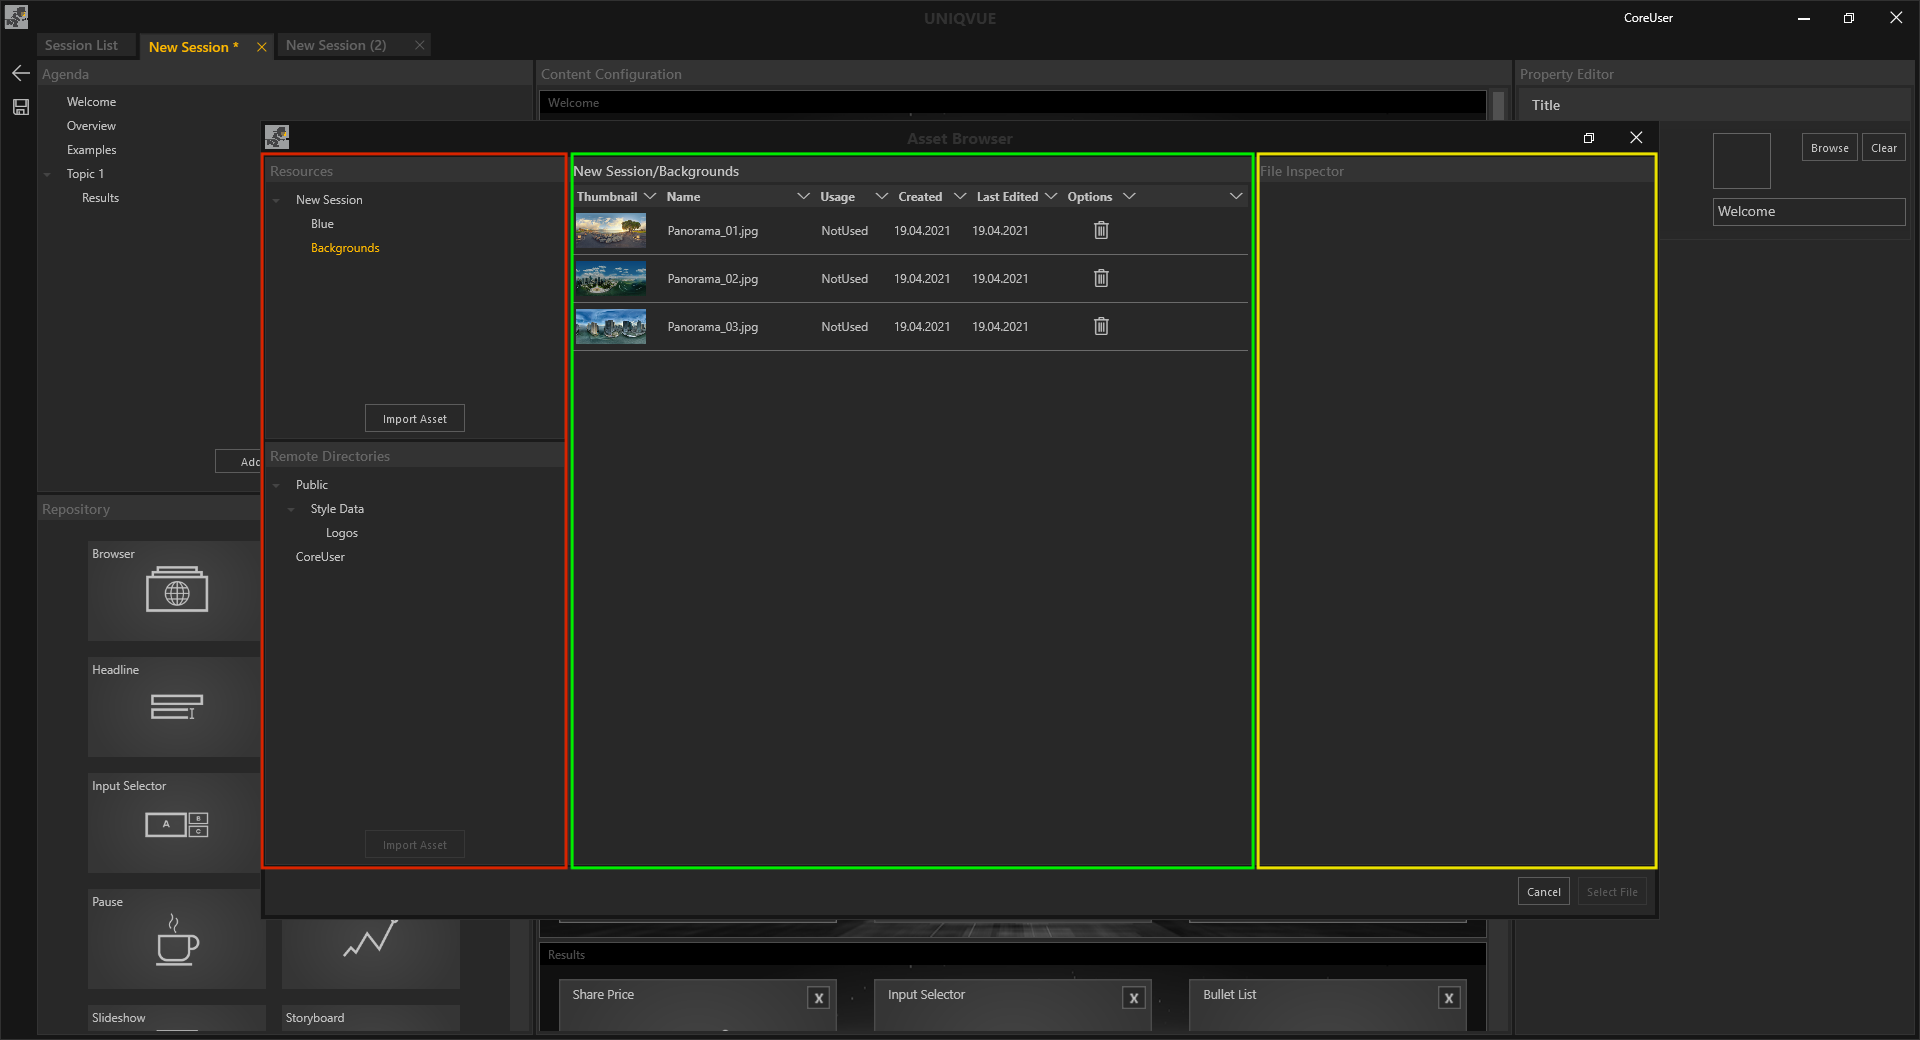 UNIQVUE
CoreUser
Session List
New Session *
New Session (2)
Agenda
Welcome
Overview
Examples
Topic 1
Results
Add
Content Configuration
Welcome
Property Editor
Title
Browse
Clear
Welcome
Asset Browser
Resources
New Session
Blue
Backgrounds
Import Asset
Remote Directories
Public
Style Data
Logos
CoreUser
Import Asset
New Session/Backgrounds
Thumbnail Name Usage Created Last Edited Options
Panorama_01.jpg NotUsed 19.04.2021 19.04.2021
Panorama_02.jpg NotUsed 19.04.2021 19.04.2021
Panorama_03.jpg NotUsed 19.04.2021 19.04.2021
File Inspector
Cancel
Select File
Repository
Browser
Headline
Input Selector
A
B
C
Pause
Slideshow
Storyboard
Results
Share Price
X
Input Selector
X
Bullet List
X